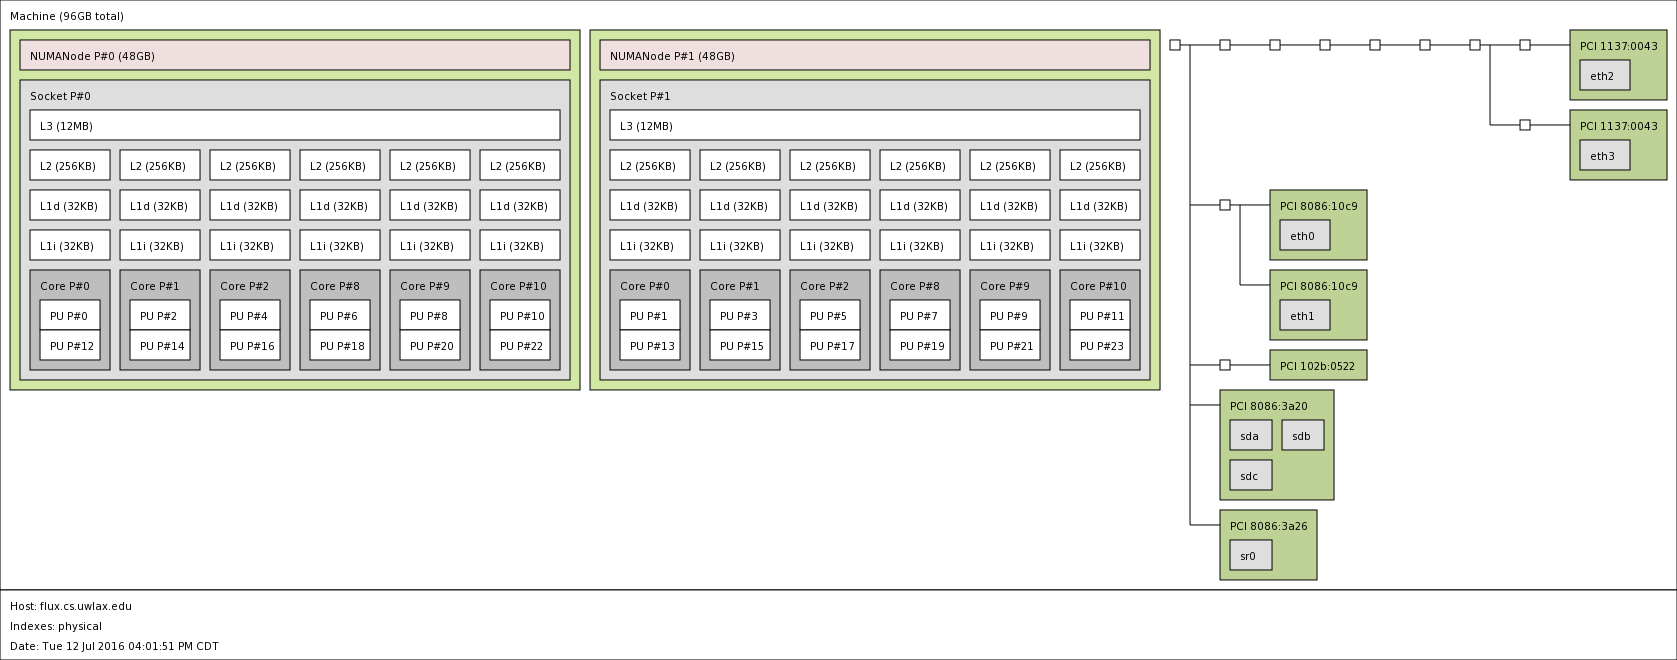 Machine (96GB total)
NUMANode P#0 (48GB)
Socket P#0
L3 (12MB)
L2 (256KB) L2 (256KB) L2 (256KB) L2 (256KB) L2 (256KB) L2 (256KB)
L1d (32KB) L1d (32KB) L1d (32KB) L1d (32KB) L1d (32KB) L1d (32KB)
L1i (32KB) L1i (32KB) L1i (32KB) L1i (32KB) L1i (32KB) L1i (32KB)
Core P#0 Core P#1 Core P#2 Core P#8 Core P#9 Core P#10
PU P#0 PU P#2 PU P#4 PU P#6 PU P#8 PU P#10
PU P#12 PU P#14 PU P#16 PU P#18 PU P#20 PU P#22
NUMANode P#1 (48GB)
Socket P#1
L3 (12MB)
L2 (256KB) L2 (256KB) L2 (256KB) L2 (256KB) L2 (256KB) L2 (256KB)
L1d (32KB) L1d (32KB) L1d (32KB) L1d (32KB) L1d (32KB) L1d (32KB)
L1i (32KB) L1i (32KB) L1i (32KB) L1i (32KB) L1i (32KB) L1i (32KB)
Core P#0 Core P#1 Core P#2 Core P#8 Core P#9 Core P#10
PU P#1 PU P#3 PU P#5 PU P#7 PU P#9 PU P#11
PU P#13 PU P#15 PU P#17 PU P#19 PU P#21 PU P#23
PCI 1137:0043
eth2
PCI 1137:0043
eth3
PCI 8086:10c9
eth0
PCI 8086:10c9
eth1
PCI 102b:0522
PCI 8086:3a20
sda sdb
sdc
PCI 8086:3a26
sr0
Host: flux.cs.uwlax.edu
Indexes: physical
Date: Tue 12 Jul 2016 04:01:51 PM CDT